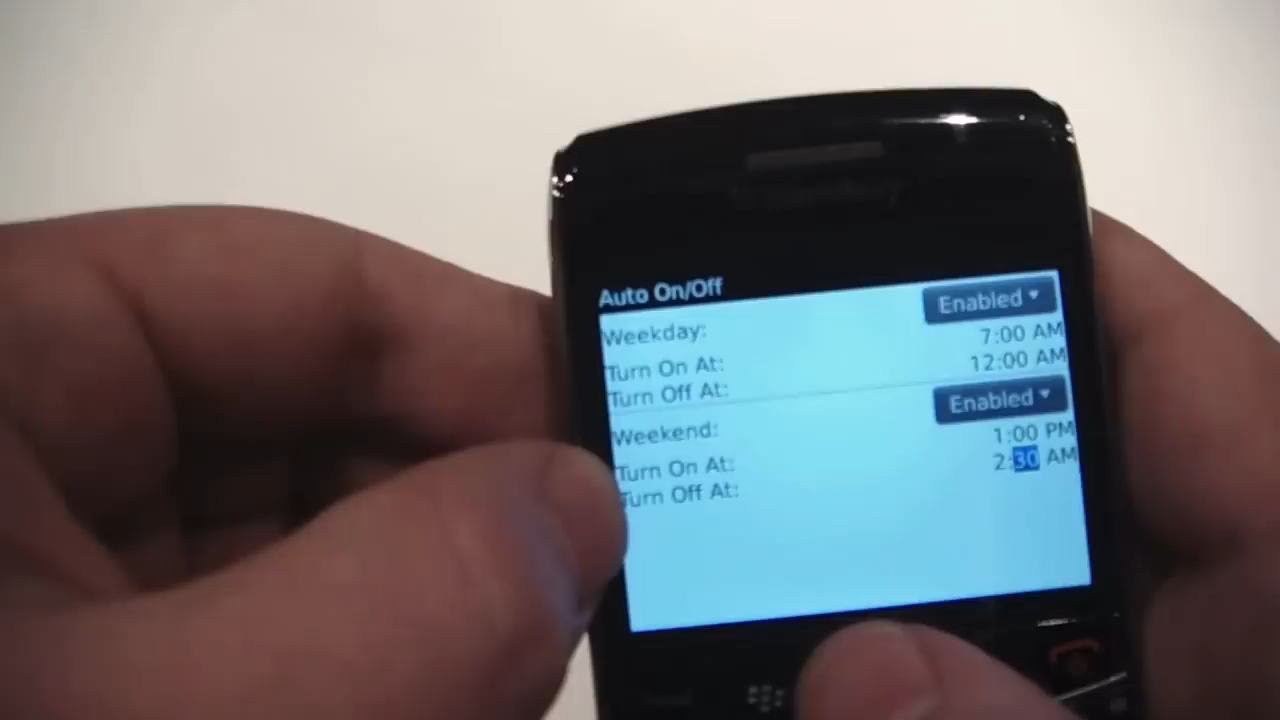 Auto On/Off
Weekday: Enabled
Turn On At: 7:00 AM
Turn Off At: 12:00 AM
Weekend: Enabled
Turn On At: 1:00 PM
Turn Off At: 2:30 AM